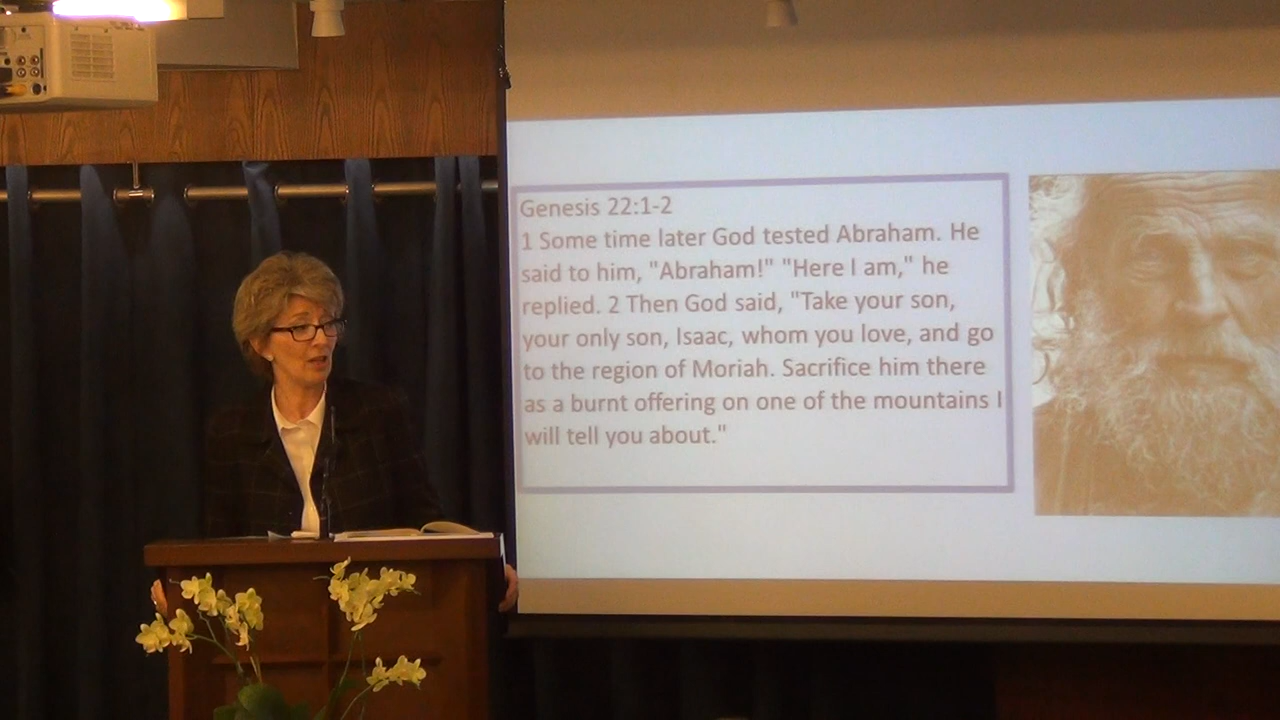 Genesis 22:1-2
1 Some time later God tested Abraham. He
said to him, "Abraham!" "Here I am," he
replied. 2 Then God said, "Take your son,
your only son, Isaac, whom you love, and go
to the region of Moriah. Sacrifice him there
as a burnt offering on one of the mountains I
will tell you about."